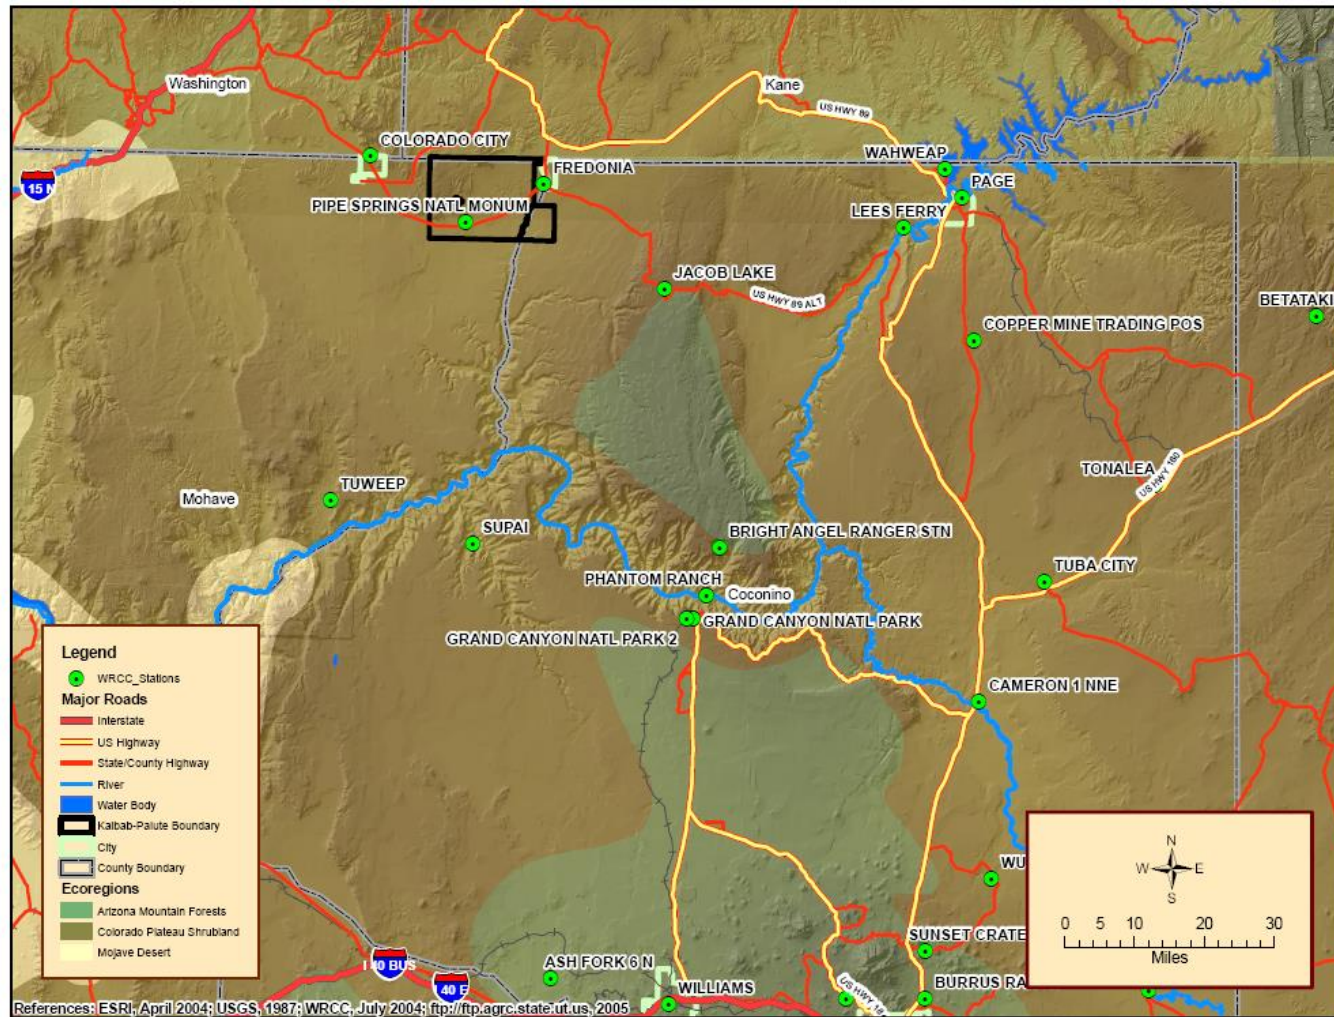 Washington
Kane
US HWY 89
COLORADO CITY
WAHWEAP
15 N
FREDONIA
PAGE
PIPE SPRINGS NATL MONUM
LEES FERRY
JACOB LAKE
US HWY 89 ALT
BETATAKI
COPPER MINE TRADING POS
TONALEA
US HWY 160
TUWEEP
Mohave
SUPAI
BRIGHT ANGEL RANGER STN
TUBA CITY
PHANTOM RANCH
Coconino
GRAND CANYON NATL PARK
GRAND CANYON NATL PARK 2
CAMERON 1 NNE
Legend
WRCC_Stations
Major Roads
Interstate
US Highway
State/County Highway
River
Water Body
Kaibab-Paiute Boundary
City
County Boundary
Ecoregions
Arizona Mountain Forests
Colorado Plateau Shrubland
Mojave Desert
N
W E
S
0 5 10 20 30
Miles
WU
SUNSET CRATE
I 40 BUS
ASH FORK 6 N
I 40 E
WILLIAMS
US HWY 18
BURRUS RA
References: ESRI, April 2004; USGS, 1987; WRCC, July 2004; ftp://ftp.agrc.state.ut.us, 2005